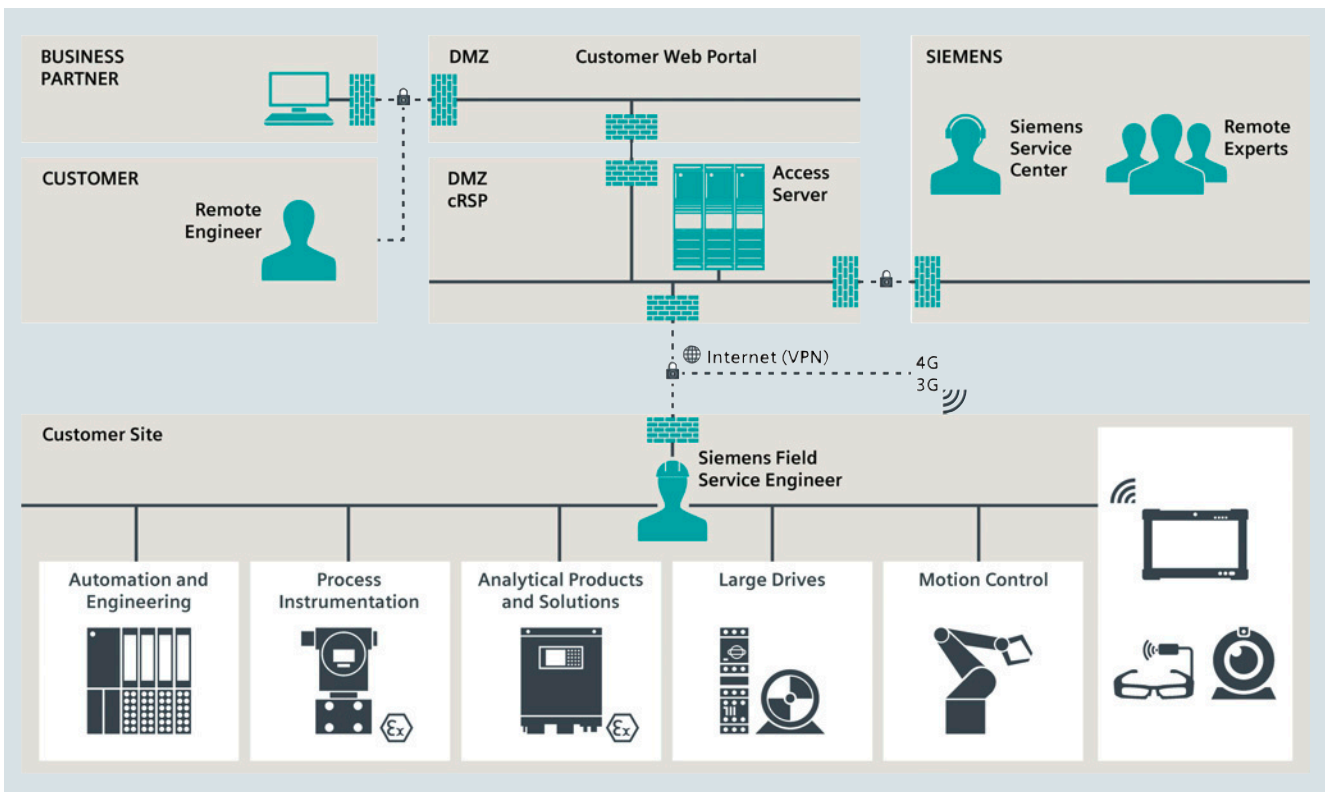 BUSINESS
PARTNER
DMZ
Customer Web Portal
SIEMENS
Siemens
Service
Center
Remote
Experts
CUSTOMER
Remote
Engineer
DMZ
cRSP
Access
Server
Internet (VPN)
4G
3G
Customer Site
Siemens Field
Service Engineer
Automation and
Engineering
Process
Instrumentation
Analytical Products
and Solutions
Large Drives
Motion Control
Ex
Ex